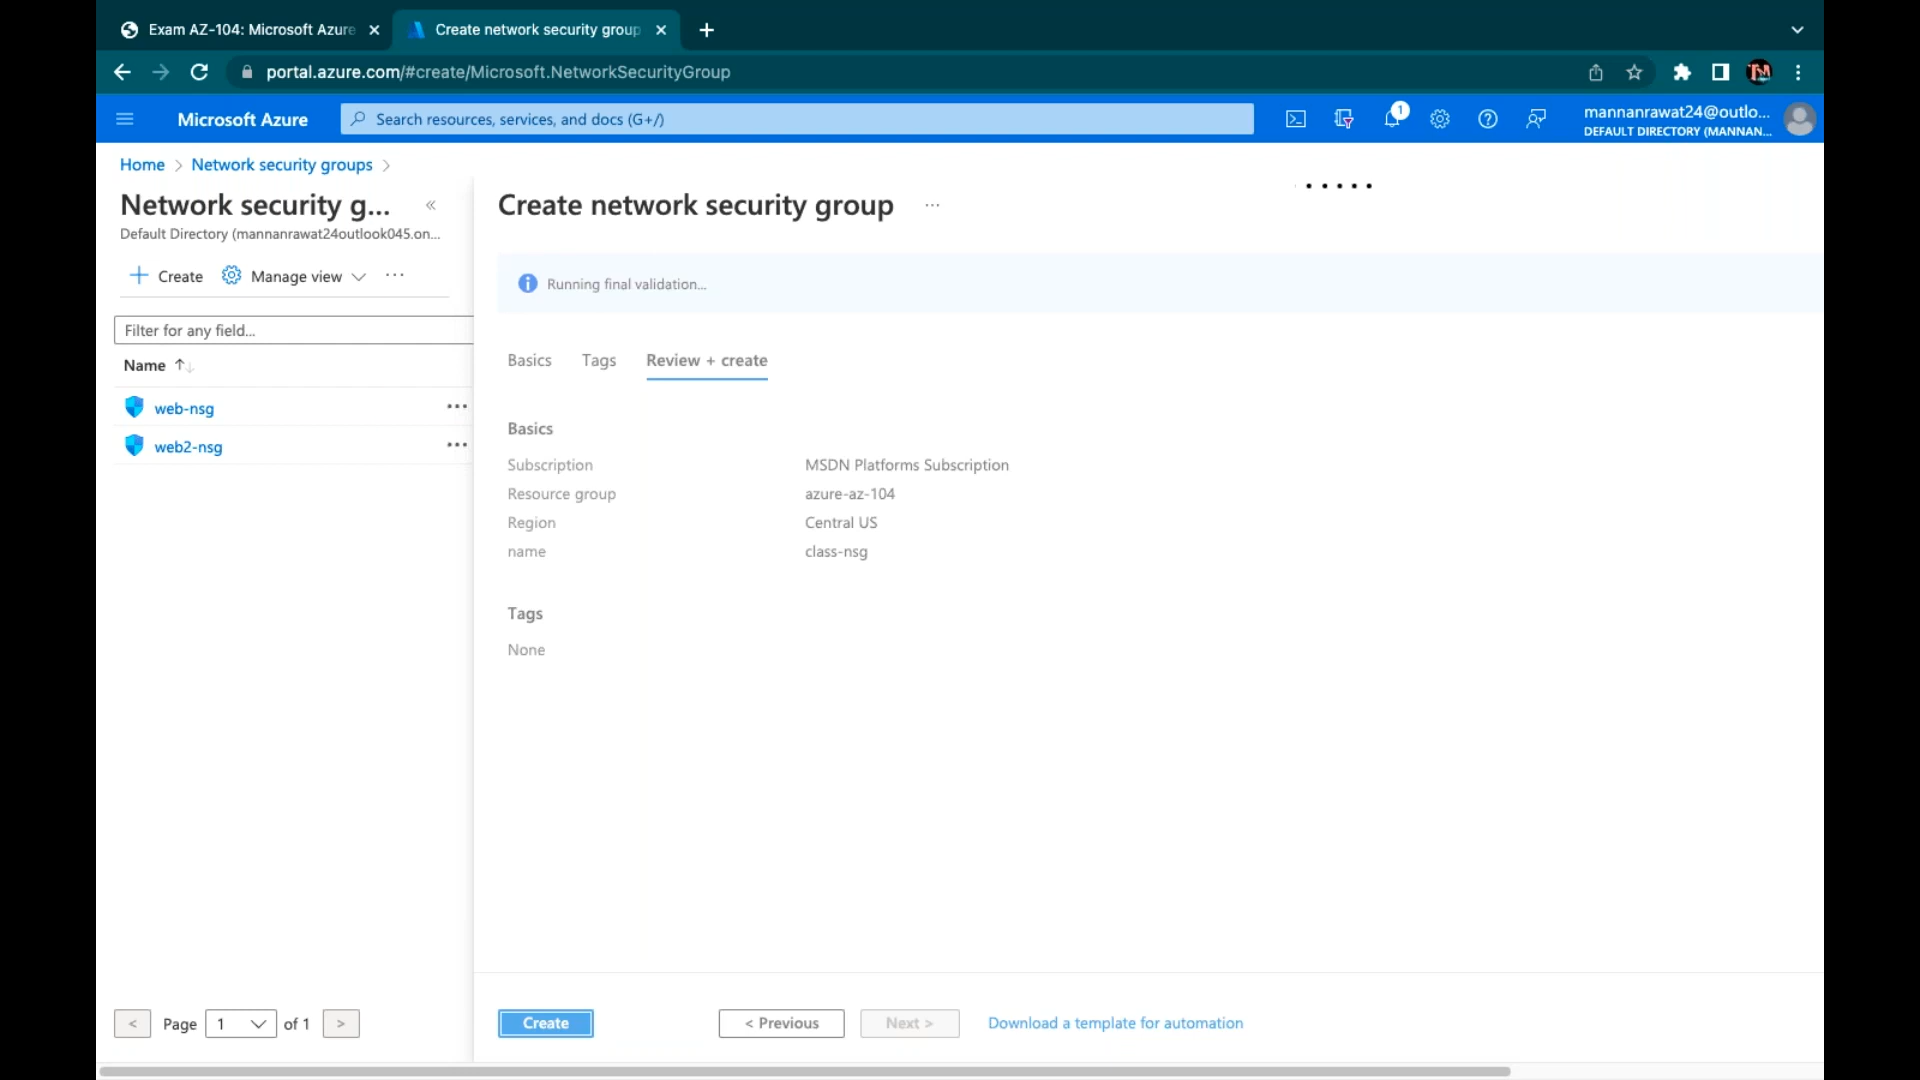 Exam AZ-104: Microsoft Azure
Create network security group
portal.azure.com/#create/Microsoft.NetworkSecurityGroup
Microsoft Azure
Search resources, services, and docs (G+/)
1
mannanrawat24@outlo...
DEFAULT DIRECTORY (MANNAN...
Home > Network security groups >
Network security g... «
Default Directory (mannanrawat24outlook045.on...
+ Create Manage view ...
Filter for any field...
Name ↑↓
web-nsg ...
web2-nsg ...
< Page 1 of 1 >
Create network security group ...
Running final validation...
Basics Tags Review + create
Basics
Subscription MSDN Platforms Subscription
Resource group azure-az-104
Region Central US
name class-nsg
Tags
None
Create < Previous Next > Download a template for automation